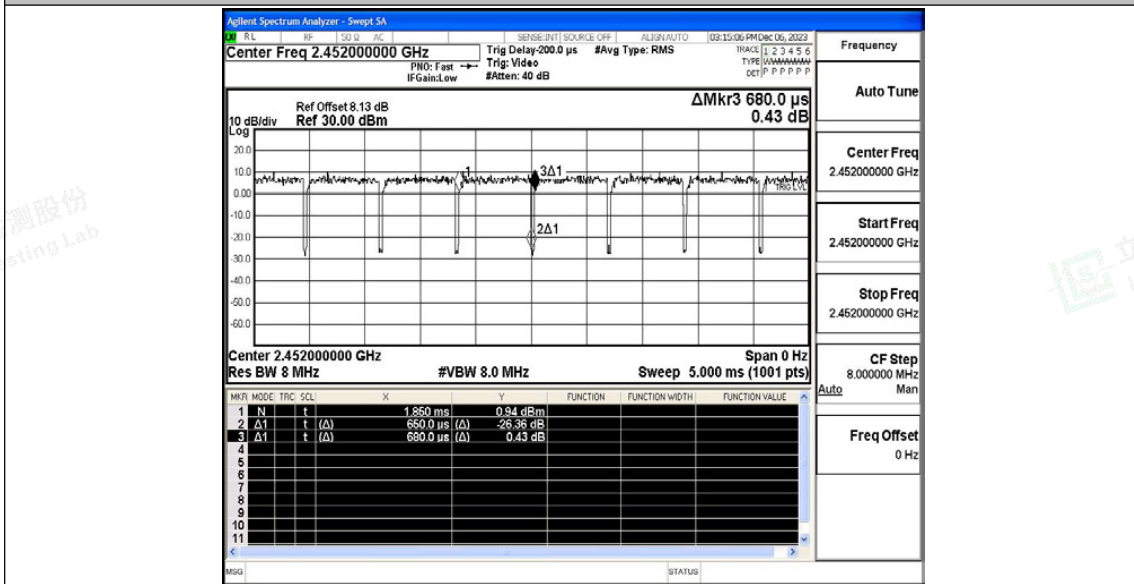 Agilent Spectrum Analyzer - Swept SA
RL RF 50 Ω AC SENSE:INT SOURCE OFF ALIGNAUTO 03:15:06 PM Dec 06, 2023
Center Freq 2.452000000 GHz
PNO: Fast
IFGain:Low
Trig Delay-200.0 µs
Trig: Video
#Atten: 40 dB
#Avg Type: RMS
TRACE 1 2 3 4 5 6
TYPE
DET P P P P P P
Frequency
Ref Offset 8.13 dB
Ref 30.00 dBm
10 dB/div
Log
ΔMkr3 680.0 µs
0.43 dB
20.0
10.0
0.00
-10.0
-20.0
-30.0
-40.0
-50.0
-60.0
1
3Δ1
2Δ1
TRIG LVL
Center 2.452000000 GHz
Span 0 Hz
Res BW 8 MHz
#VBW 8.0 MHz
Sweep 5.000 ms (1001 pts)
MKR MODE TRC SCL X Y FUNCTION FUNCTION WIDTH FUNCTION VALUE
1 N t 1.850 ms 0.94 dBm
2 Δ1 t (Δ) 650.0 µs (Δ) -26.36 dB
3 Δ1 t (Δ) 680.0 µs (Δ) 0.43 dB
4
5
6
7
8
9
10
11
MSG
STATUS
Auto Tune
Center Freq
2.452000000 GHz
Start Freq
2.452000000 GHz
Stop Freq
2.452000000 GHz
CF Step
8.000000 MHz
Auto Man
Freq Offset
0 Hz
测股份
sting Lab
立